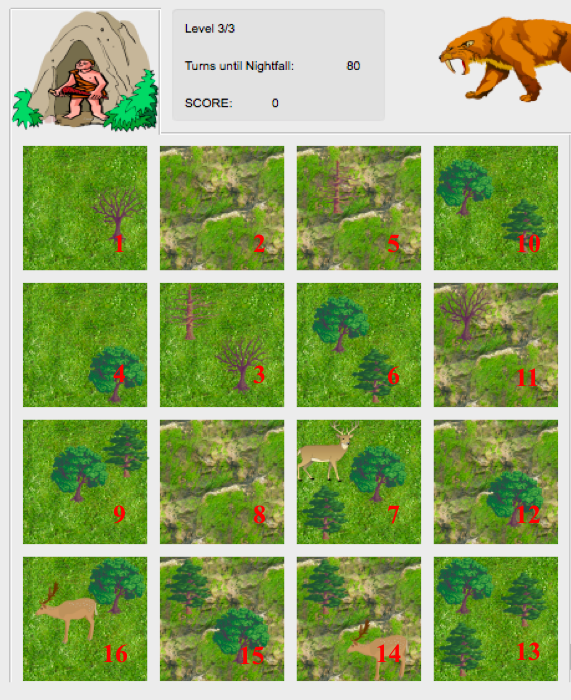 Level 3/3
Turns until Nightfall: 80
SCORE: 0
1 2 5 10
4 3 6 11
9 8 7 12
16 15 14 13